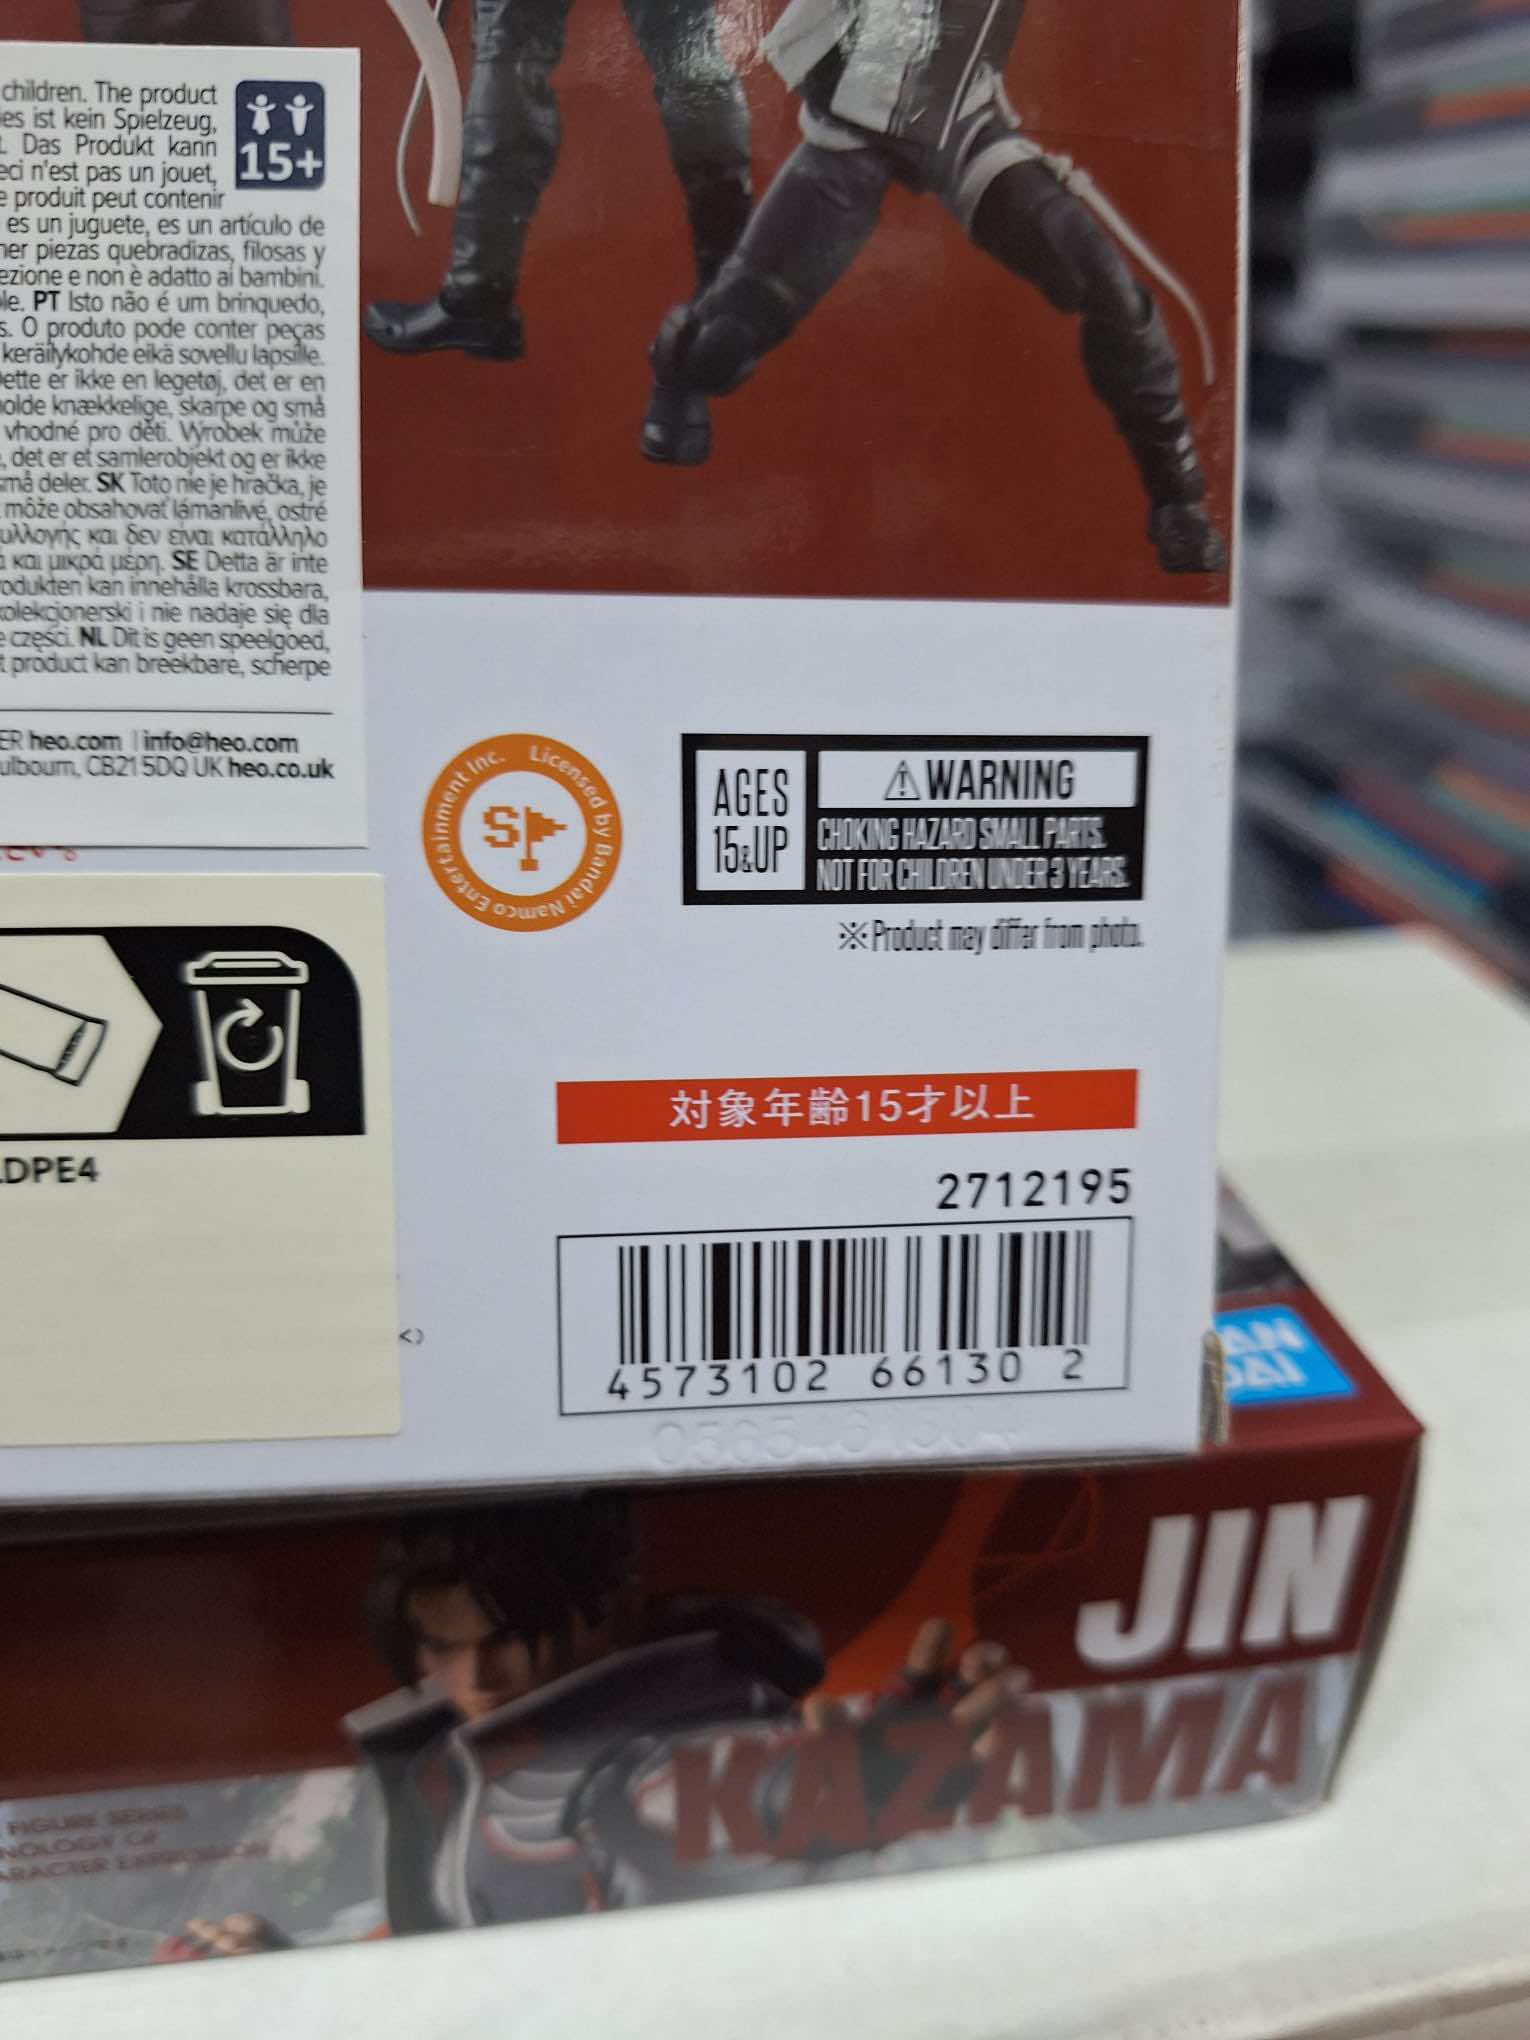 children. The product
es ist kein Spielzeug,
t. Das Produkt kann
eci n'est pas un jouet,
e produit peut contenir
15+
es un juguete, es un artículo de
ner piezas quebradizas, filosas y
ezione e non è adatto ai bambini.
le. PT Isto não é um brinquedo,
s. O produto pode conter peças
keräilykohde eikä sovellu lapsille.
Dette er ikke en legetøj, det er en
holde knækkelige, skarpe og små
vhodné pro děti. Výrobek může
, det er et samlerobjekt og er ikke
små deler. SK Toto nie je hračka, je
môže obsahovať lámanlivé, ostré
υλλογής και δεν είναι κατάλληλο
ά και μικρά μέρη. SE Detta är inte
rodukten kan innehålla krossbara,
kolekcjonerski i nie nadaje się dla
e części. NL Dit is geen speelgoed,
t product kan breekbare, scherpe
ER heo.com | info@heo.com
ulbourn, CB21 5DQ UK heo.co.uk
Licensed by Bandai Namco Entertainment Inc.
SP
AGES
15&UP
WARNING
CHOKING HAZARD SMALL PARTS.
NOT FOR CHILDREN UNDER 3 YEARS.
※Product may differ from photo.
LDPE4
対象年齢15才以上
2712195
4573102 66130 2
JIN
KAZAMA
FIGURE SERIES